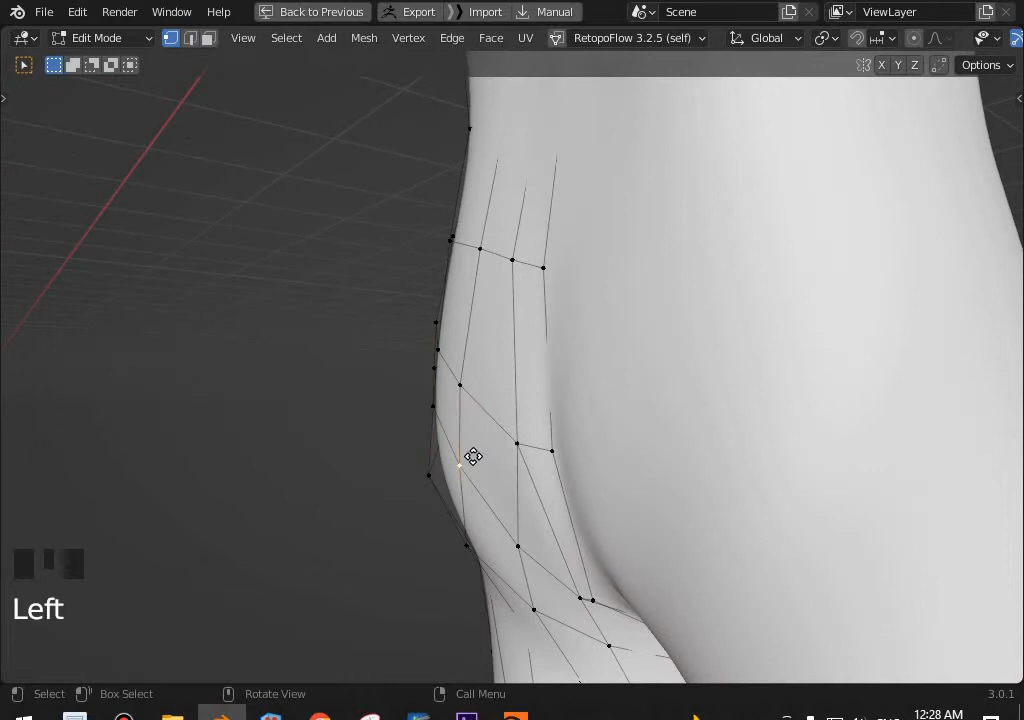 File Edit Render Window Help Back to Previous Export Import Manual Scene ViewLayer
Edit Mode View Select Add Mesh Vertex Edge Face UV RetopoFlow 3.2.5 (self) Global
X Y Z Options
Left
Select Box Select Rotate View Call Menu 3.0.1
12:28 AM